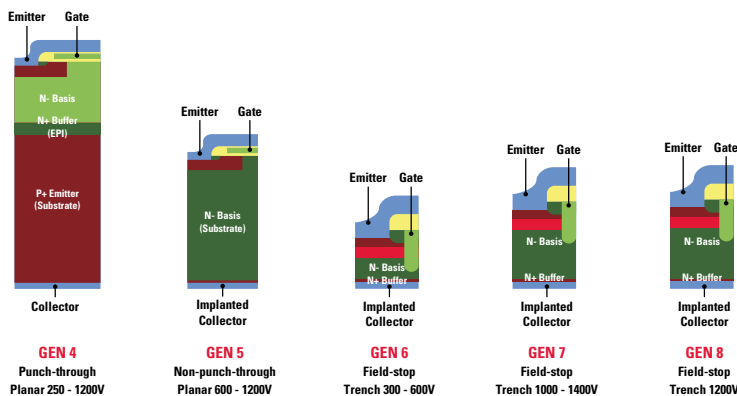 Emitter Gate
N- Basis
N+ Buffer
(EPI)
P+ Emitter
(Substrate)
Collector
GEN 4
Punch-through
Planar 250 - 1200V
Emitter Gate
N- Basis
(Substrate)
Implanted
Collector
GEN 5
Non-punch-through
Planar 600 - 1200V
Emitter Gate
N- Basis
N+ Buffer
Implanted
Collector
GEN 6
Field-stop
Trench 300 - 600V
Emitter Gate
N- Basis
N+ Buffer
Implanted
Collector
GEN 7
Field-stop
Trench 1000 - 1400V
Emitter Gate
N- Basis
N+ Buffer
Implanted
Collector
GEN 8
Field-stop
Trench 1200V